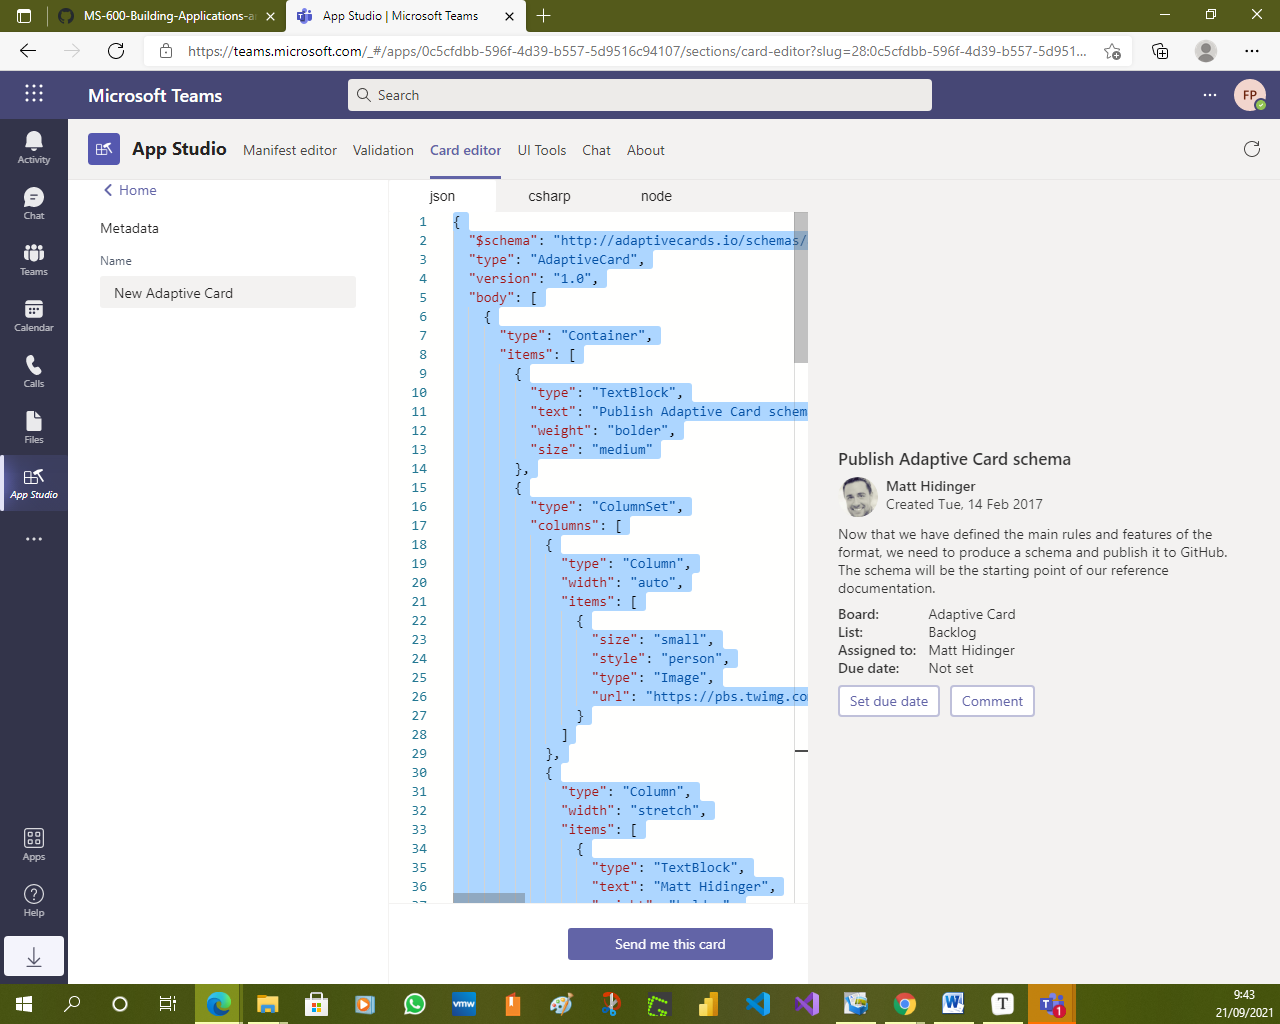 MS-600-Building-Applications-a
App Studio | Microsoft Teams
https://teams.microsoft.com/_#/apps/0c5cfdbb-596f-4d39-b557-5d9516c94107/sections/card-editor?slug=28:0c5cfdbb-596f-4d39-b557-5d951...
Microsoft Teams
Search
FP
Activity
Chat
Teams
Calendar
Calls
Files
App Studio
Apps
Help
App Studio
Manifest editor
Validation
Card editor
UI Tools
Chat
About
Home
Metadata
Name
New Adaptive Card
json
csharp
node
1 {
2 "$schema": "http://adaptivecards.io/schemas/
3 "type": "AdaptiveCard",
4 "version": "1.0",
5 "body": [
6 {
7 "type": "Container",
8 "items": [
9 {
10 "type": "TextBlock",
11 "text": "Publish Adaptive Card schem
12 "weight": "bolder",
13 "size": "medium"
14 },
15 {
16 "type": "ColumnSet",
17 "columns": [
18 {
19 "type": "Column",
20 "width": "auto",
21 "items": [
22 {
23 "size": "small",
24 "style": "person",
25 "type": "Image",
26 "url": "https://pbs.twimg.co
27 }
28 ]
29 },
30 {
31 "type": "Column",
32 "width": "stretch",
33 "items": [
34 {
35 "type": "TextBlock",
36 "text": "Matt Hidinger",
Send me this card
Publish Adaptive Card schema
Matt Hidinger
Created Tue, 14 Feb 2017
Now that we have defined the main rules and features of the
format, we need to produce a schema and publish it to GitHub.
The schema will be the starting point of our reference
documentation.
Board: Adaptive Card
List: Backlog
Assigned to: Matt Hidinger
Due date: Not set
Set due date
Comment
vmw
W
T
1
9:43
21/09/2021